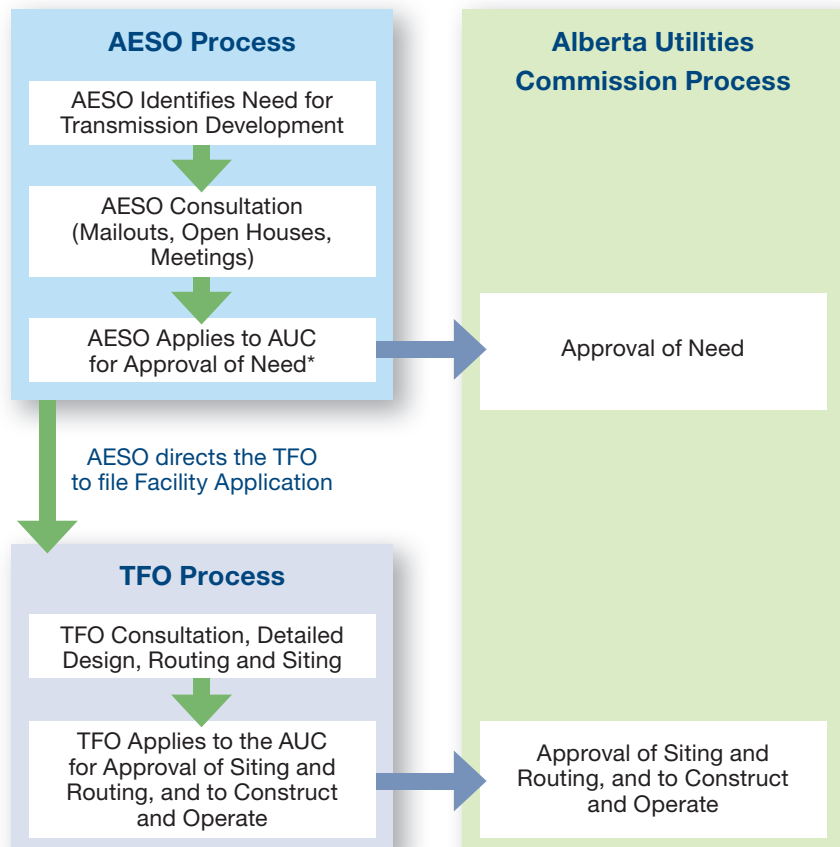 AESO Process
AESO Identifies Need for
Transmission Development
AESO Consultation
(Mailouts, Open Houses,
Meetings)
AESO Applies to AUC
for Approval of Need*
AESO directs the TFO
to file Facility Application
TFO Process
TFO Consultation, Detailed
Design, Routing and Siting
TFO Applies to the AUC
for Approval of Siting and
Routing, and to Construct
and Operate
Alberta Utilities
Commission Process
Approval of Need
Approval of Siting and
Routing, and to Construct
and Operate